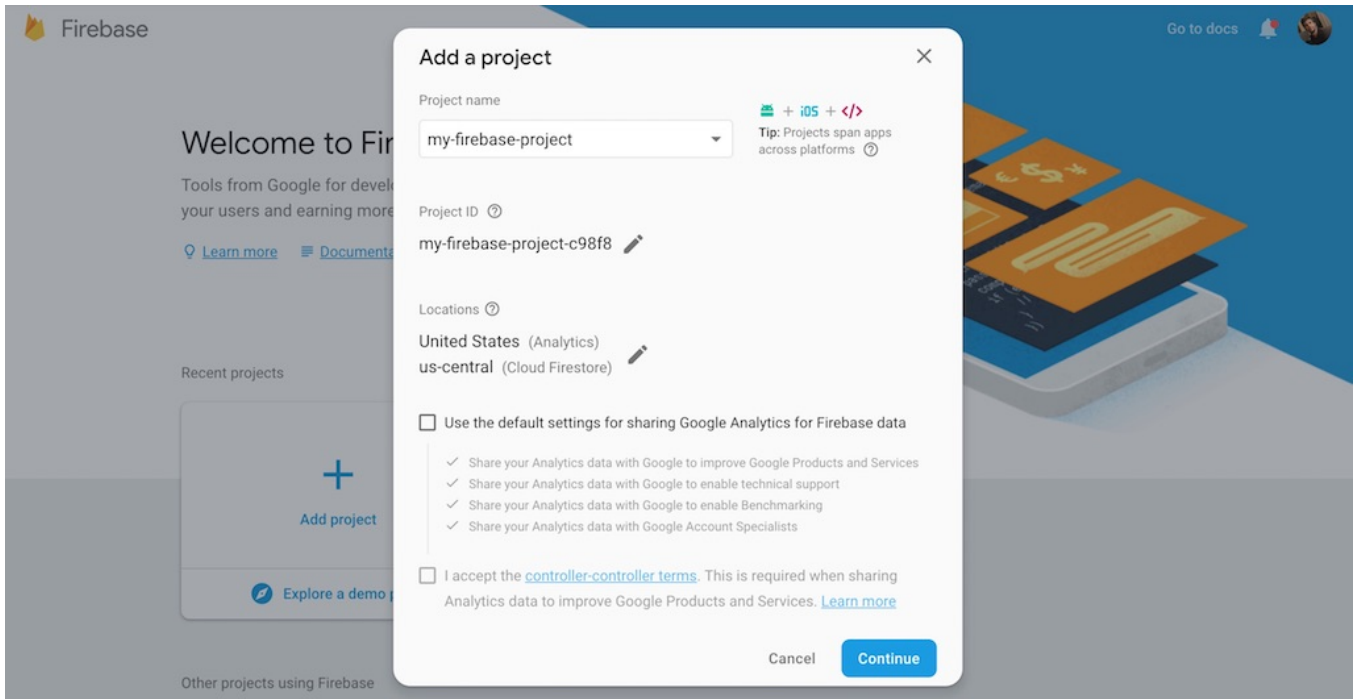 Firebase
Go to docs
Add a project
Project name
my-firebase-project
+ iOS + </>
Tip: Projects span apps
across platforms
Welcome to Fir
Tools from Google for develo
your users and earning more
Learn more
Documenta
Project ID
my-firebase-project-c98f8
Locations
United States (Analytics)
us-central (Cloud Firestore)
Recent projects
Add project
Explore a demo p
Use the default settings for sharing Google Analytics for Firebase data
Share your Analytics data with Google to improve Google Products and Services
Share your Analytics data with Google to enable technical support
Share your Analytics data with Google to enable Benchmarking
Share your Analytics data with Google Account Specialists
I accept the controller-controller terms. This is required when sharing
Analytics data to improve Google Products and Services. Learn more
Cancel
Continue
Other projects using Firebase